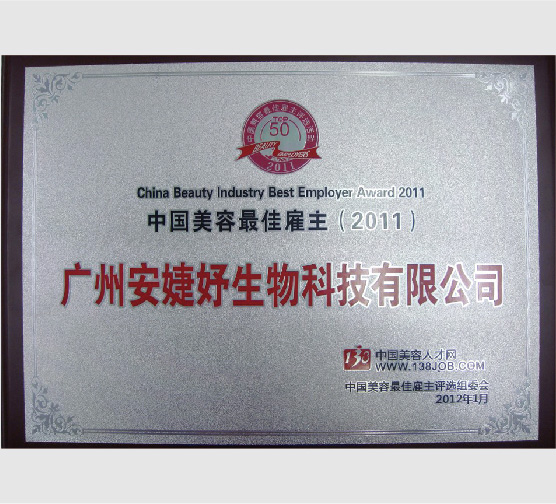 TOP
50
2011
China Beauty Industry Best Employer Award 2011
中国美容最佳雇主（2011）
广州安婕妤生物科技有限公司
138 中国美容人才网
WWW.138JOB.COM
中国美容最佳雇主评选组委会
2012年1月